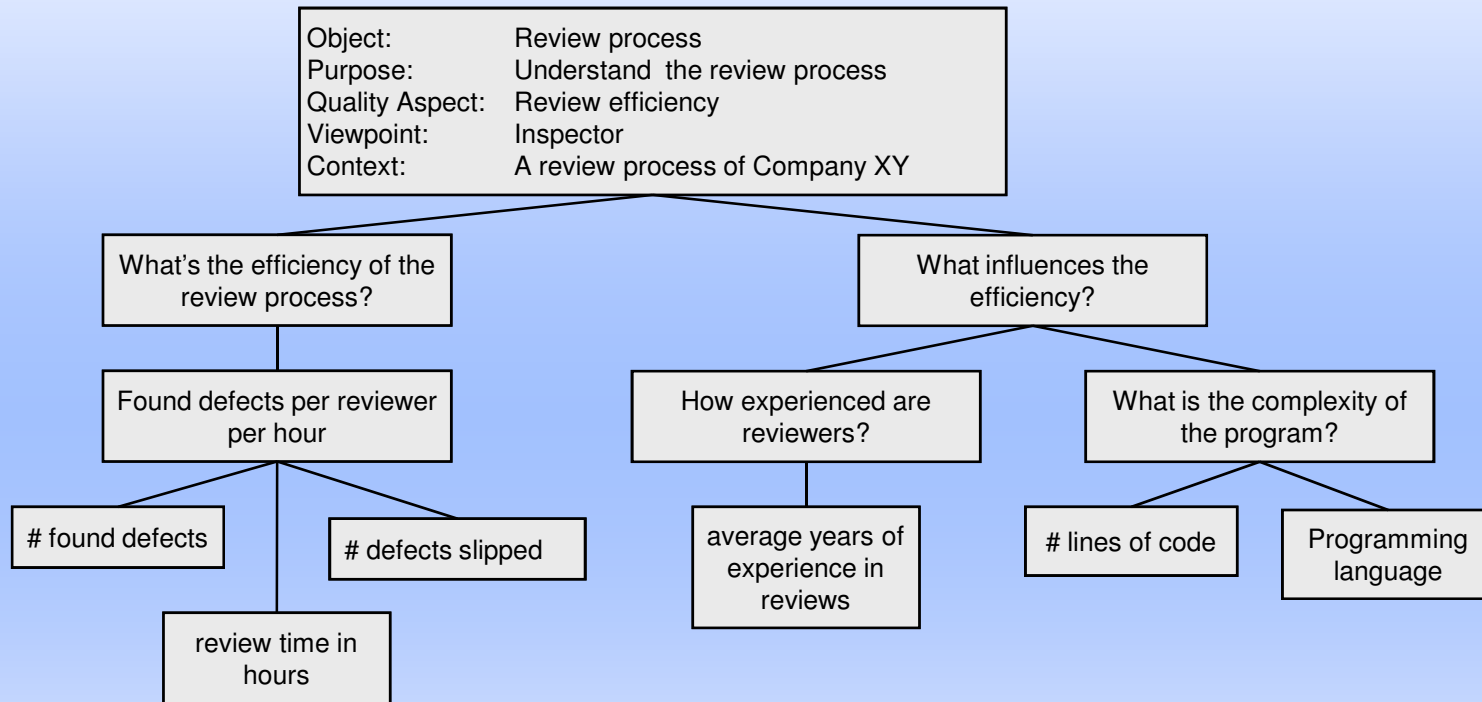 Object: Review process
Purpose: Understand the review process
Quality Aspect: Review efficiency
Viewpoint: Inspector
Context: A review process of Company XY
What's the efficiency of the
review process?
What influences the
efficiency?
Found defects per reviewer
per hour
How experienced are
reviewers?
What is the complexity of
the program?
# found defects
# defects slipped
review time in
hours
average years of
experience in
reviews
# lines of code
Programming
language